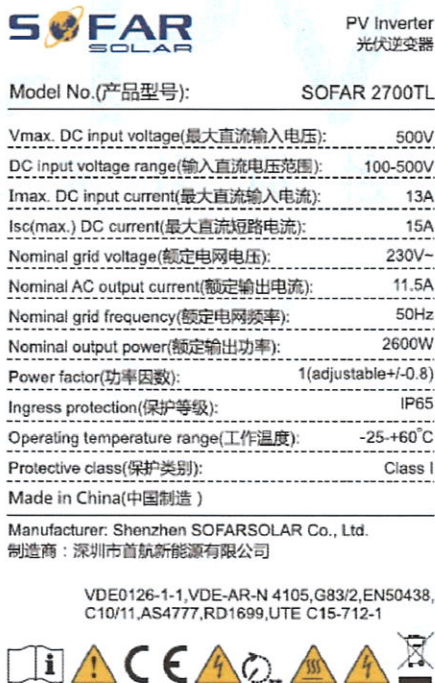 SOFAR
SOLAR
PV Inverter
光伏逆变器
Model No.(产品型号): SOFAR 2700TL
Vmax. DC input voltage(最大直流输入电压): 500V
DC input voltage range(输入直流电压范围): 100-500V
Imax. DC input current(最大直流输入电流): 13A
Isc(max.) DC current(最大直流短路电流): 15A
Nominal grid voltage(额定电网电压): 230V~
Nominal AC output current(额定输出电流): 11.5A
Nominal grid frequency(额定电网频率): 50Hz
Nominal output power(额定输出功率): 2600W
Power factor(功率因数): 1(adjustable+/-0.8)
Ingress protection(保护等级): IP65
Operating temperature range(工作温度): -25-+60°C
Protective class(保护类别): Class I
Made in China(中国制造 )
Manufacturer: Shenzhen SOFARSOLAR Co., Ltd.
制造商：深圳市首航新能源有限公司
VDE0126-1-1,VDE-AR-N 4105,G83/2,EN50438,
C10/11,AS4777,RD1699,UTE C15-712-1
i CE